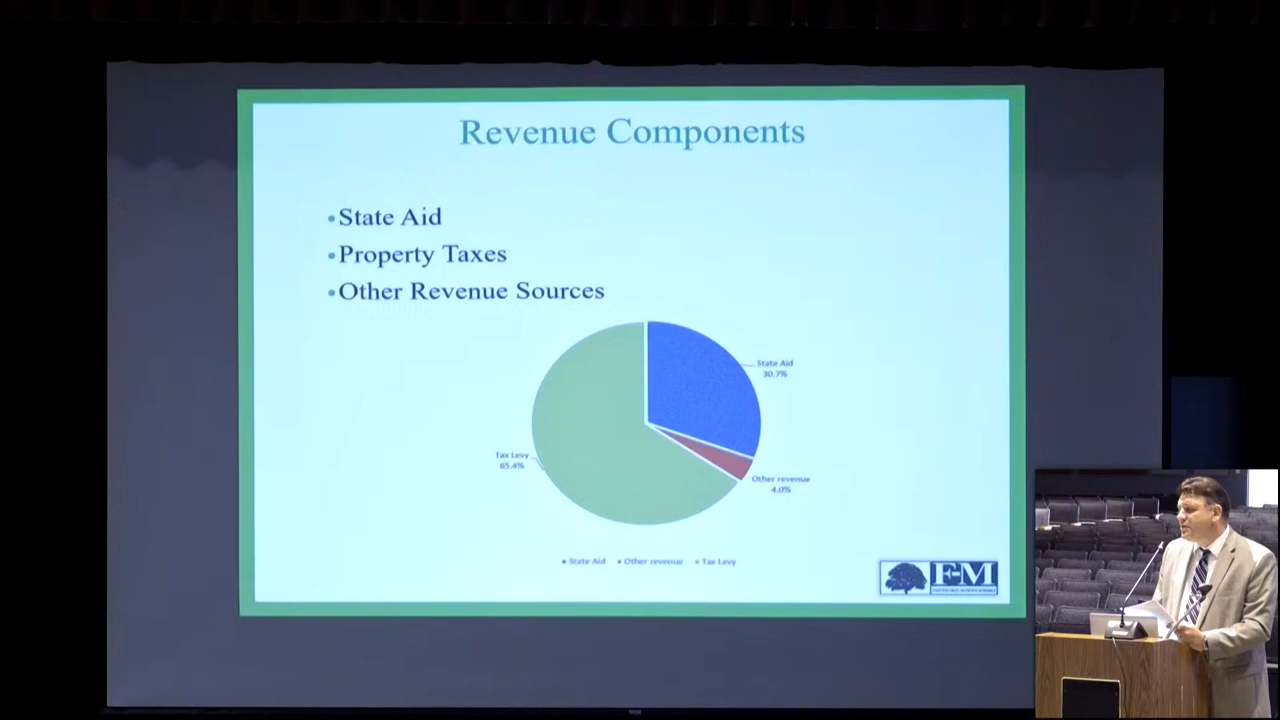 Revenue Components
•State Aid
•Property Taxes
•Other Revenue Sources
State Aid
30.7%
Tax Levy
65.4%
Other revenue
4.0%
State Aid Other revenue Tax Levy
F-M